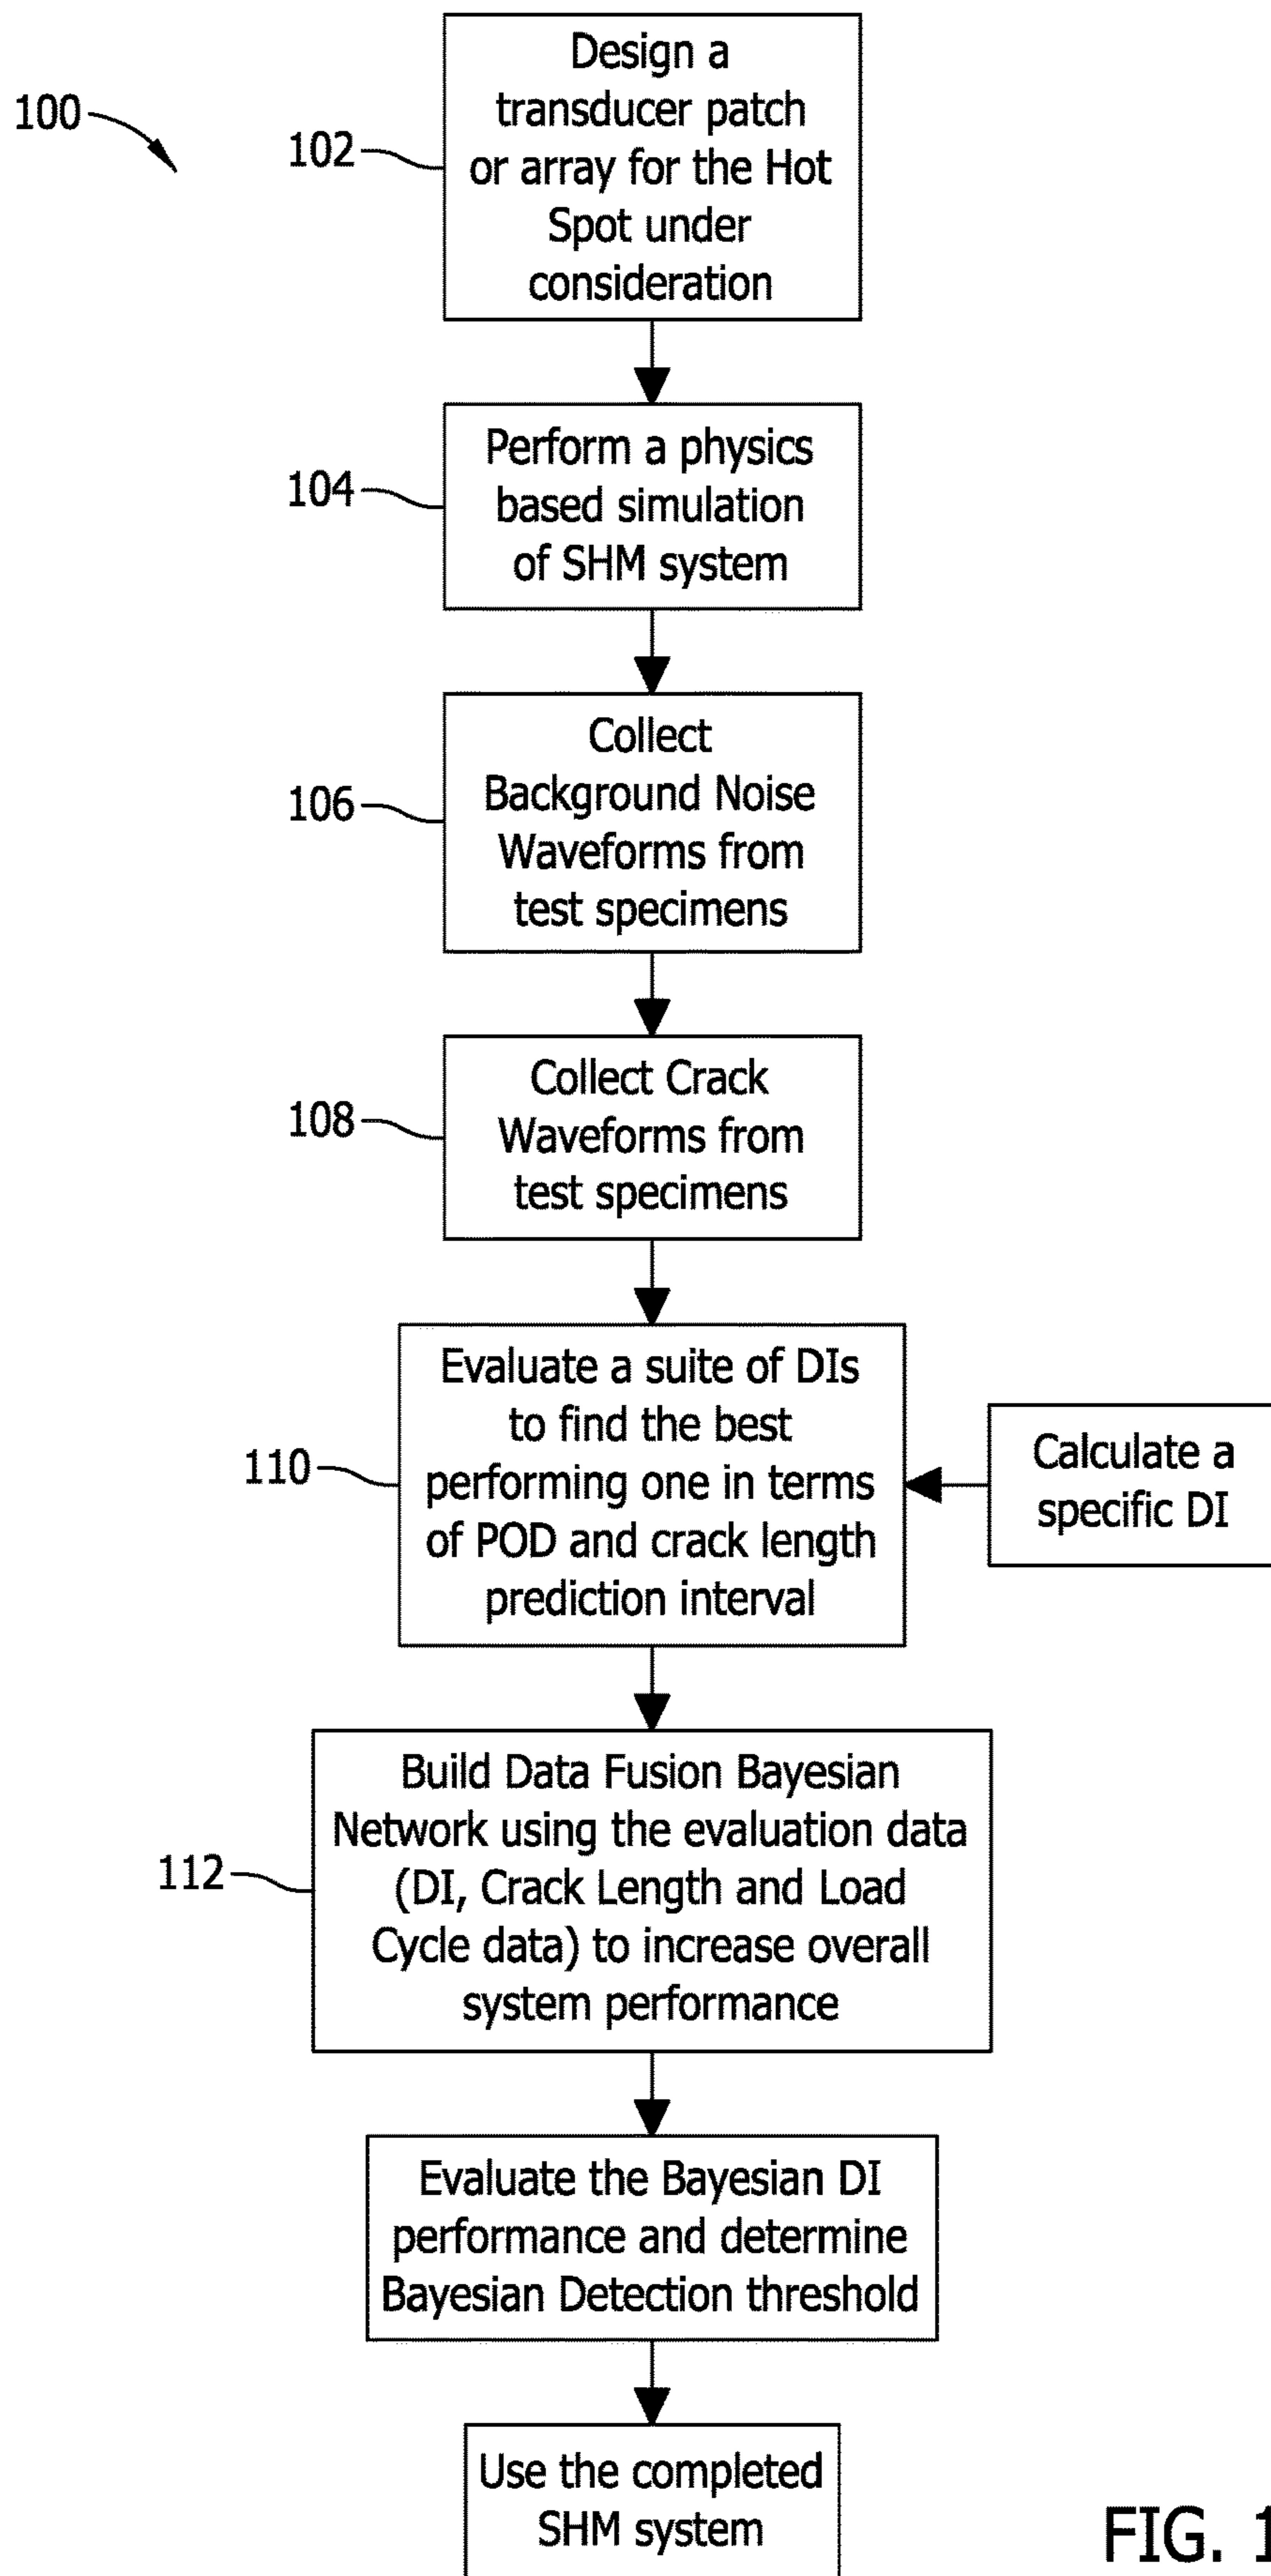 100
102
Design a
transducer patch
or array for the Hot
Spot under
consideration
104
Perform a physics
based simulation
of SHM system
106
Collect
Background Noise
Waveforms from
test specimens
108
Collect Crack
Waveforms from
test specimens
110
Evaluate a suite of DIs
to find the best
performing one in terms
of POD and crack length
prediction interval
Calculate a
specific DI
112
Build Data Fusion Bayesian
Network using the evaluation data
(DI, Crack Length and Load
Cycle data) to increase overall
system performance
Evaluate the Bayesian DI
performance and determine
Bayesian Detection threshold
Use the completed
SHM system
FIG. 1